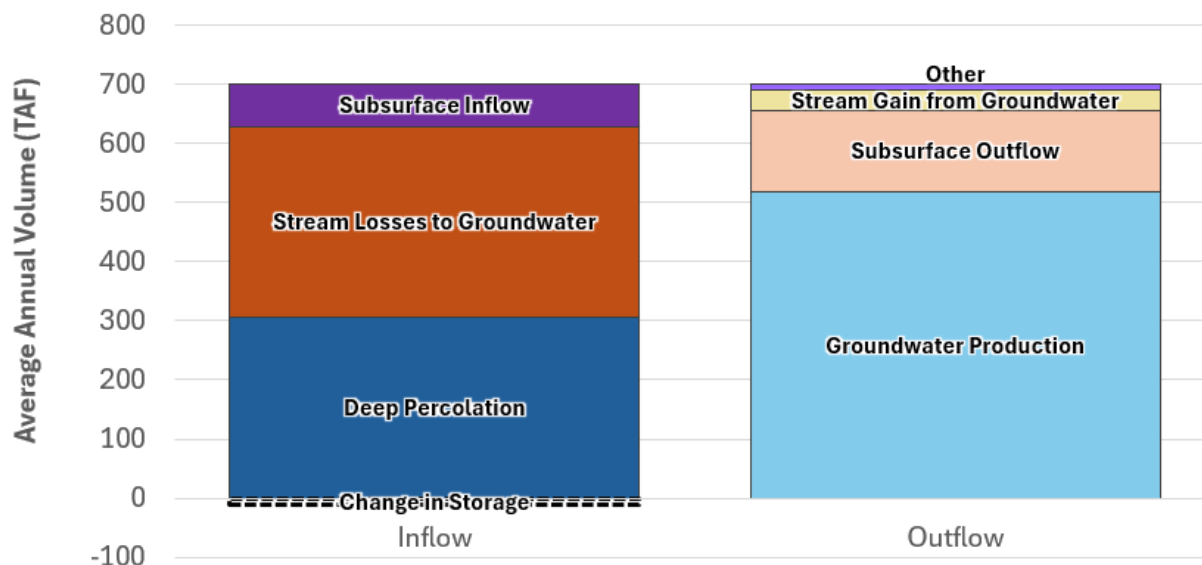 Average Annual Volume (TAF)
800
700
600
500
400
300
200
100
0
-100
Subsurface Inflow
Stream Losses to Groundwater
Deep Percolation
Change in Storage
Inflow
Other
Stream Gain from Groundwater
Subsurface Outflow
Groundwater Production
Outflow